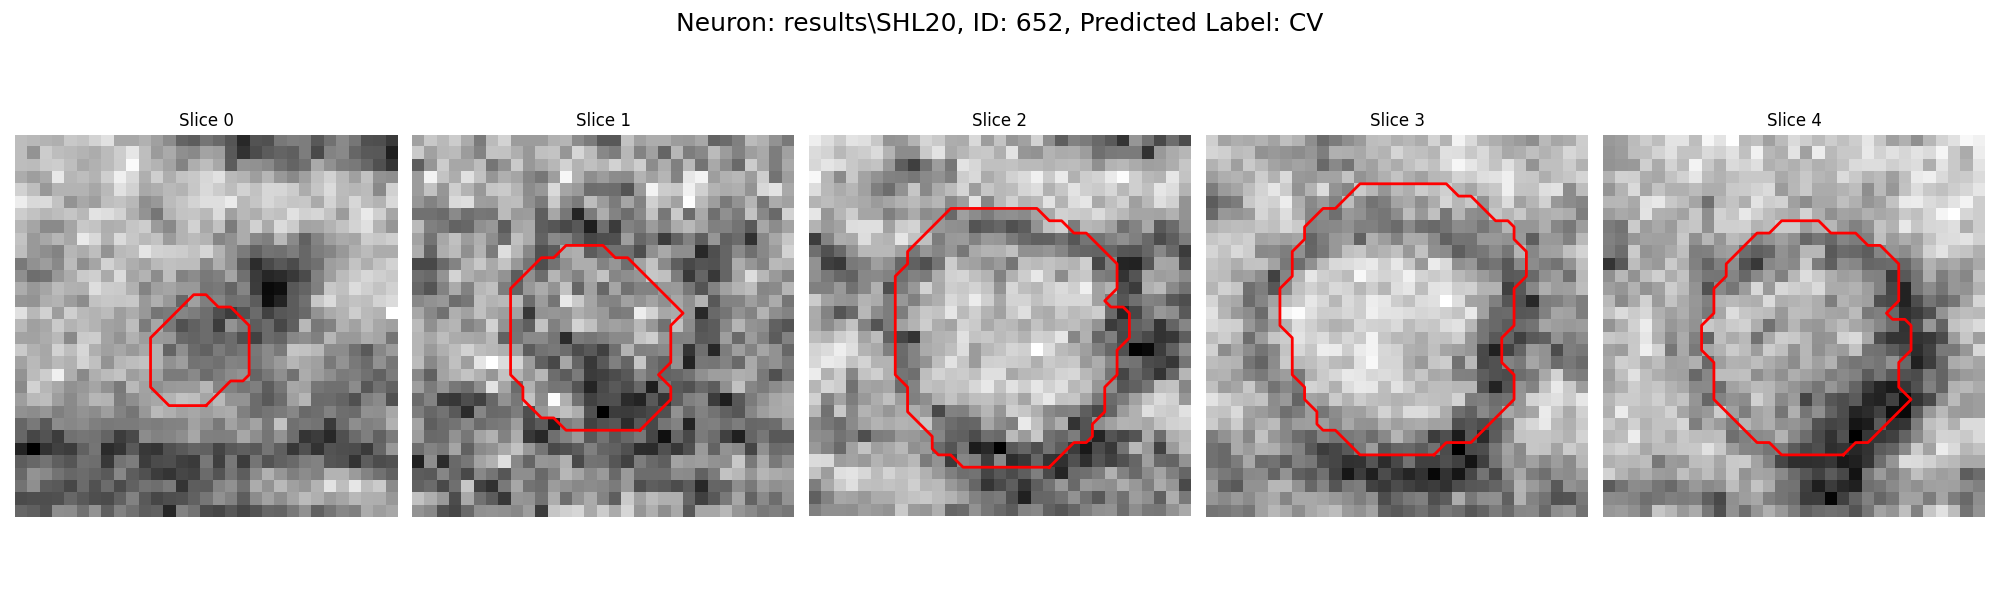 Neuron: results\SHL20, ID: 652, Predicted Label: CV
Slice 0
Slice 1
Slice 2
Slice 3
Slice 4